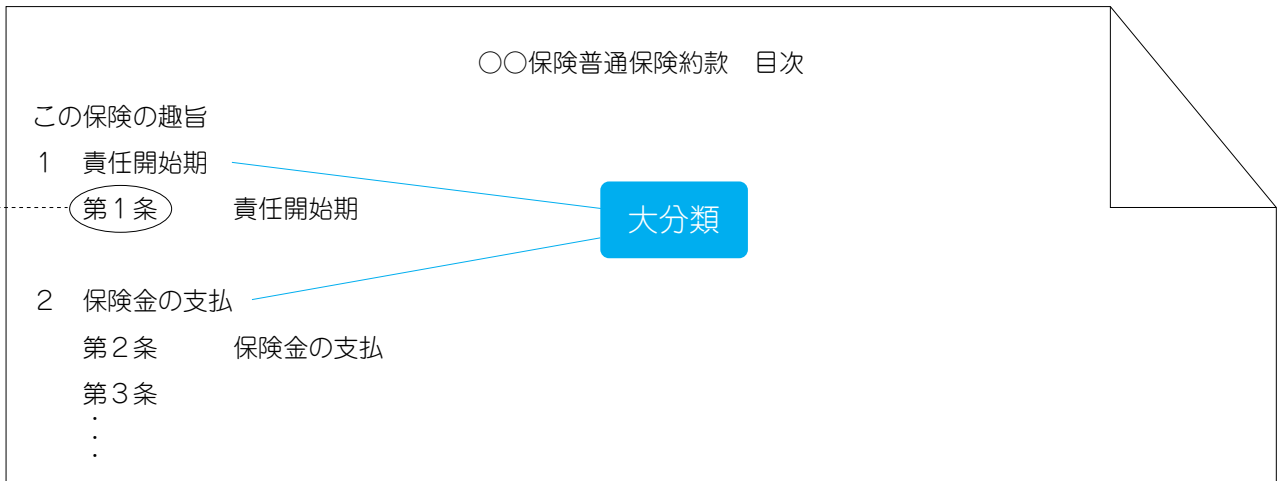 ○○保険普通保険約款　目次
この保険の趣旨
１　責任開始期
第１条　　　責任開始期
大分類
２　保険金の支払
第２条　　　保険金の支払
第３条
・
・
・